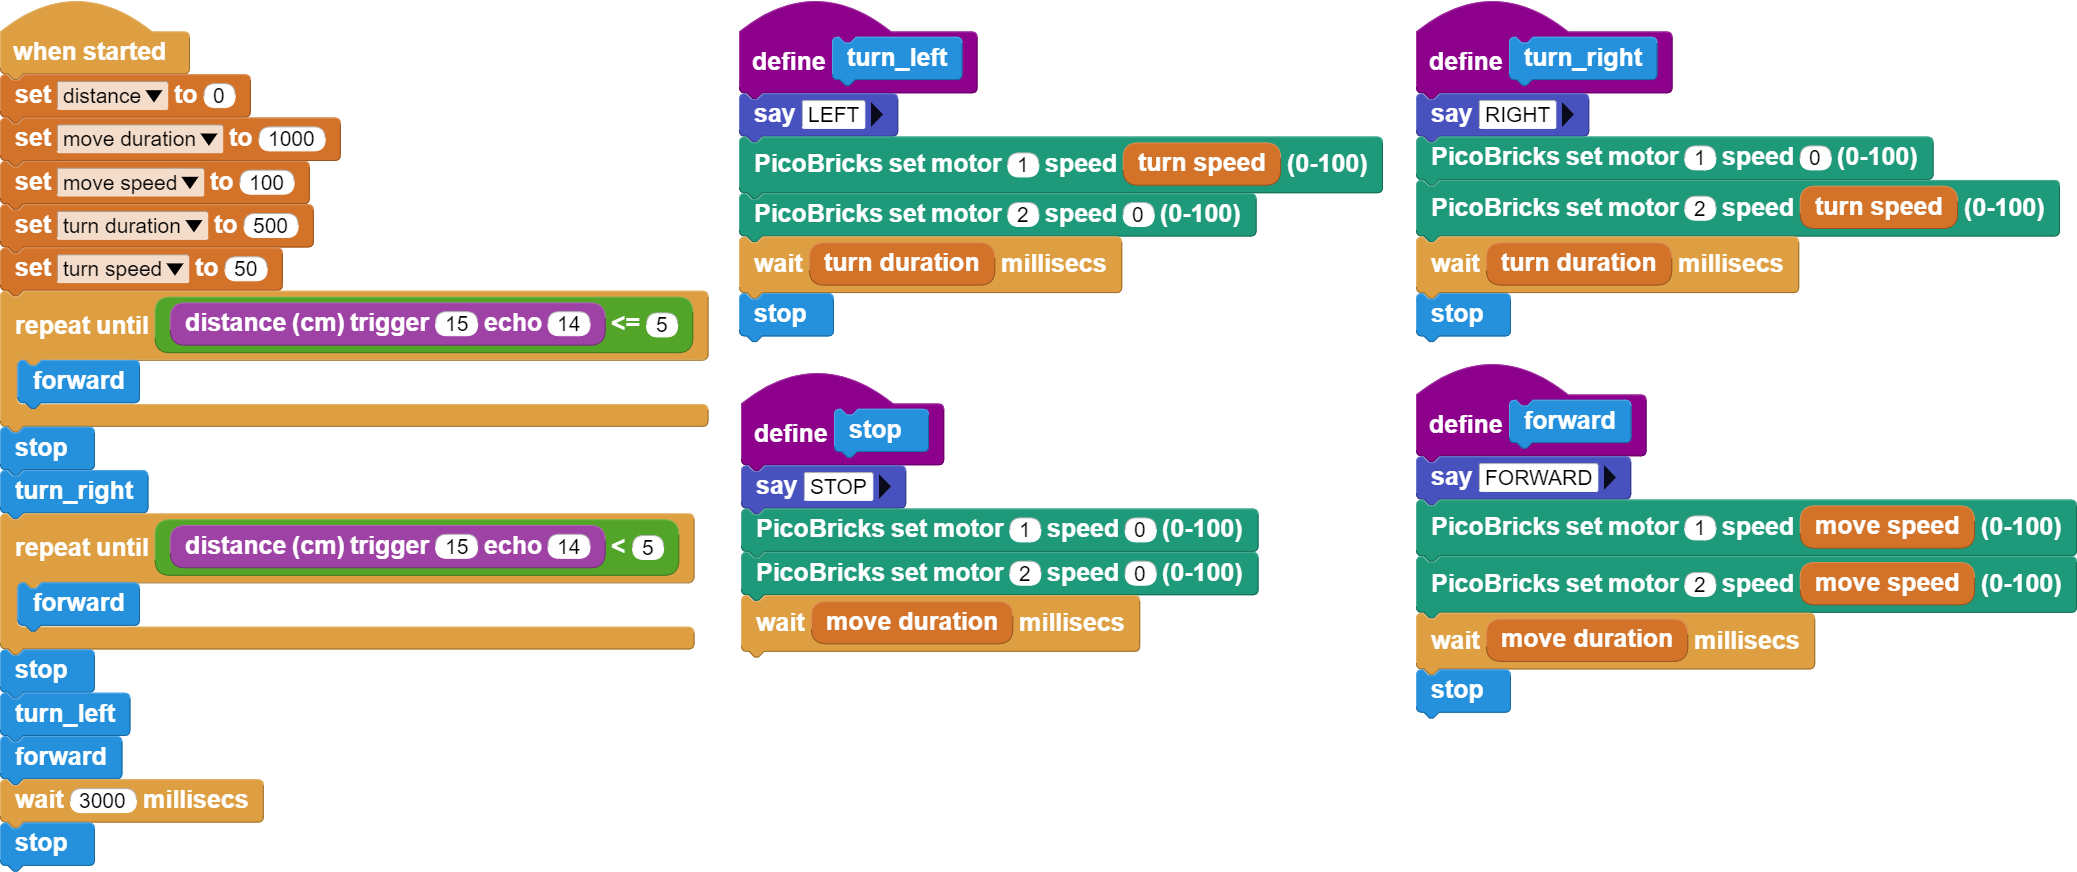 when started
set distance to 0
set move duration to 1000
set move speed to 100
set turn duration to 500
set turn speed to 50
repeat until distance (cm) trigger 15 echo 14 <= 5
forward
stop
turn_right
repeat until distance (cm) trigger 15 echo 14 < 5
forward
stop
turn_left
forward
wait 3000 millisecs
stop
define turn_left
say LEFT
PicoBricks set motor 1 speed turn speed (0-100)
PicoBricks set motor 2 speed 0 (0-100)
wait turn duration millisecs
stop
define stop
say STOP
PicoBricks set motor 1 speed 0 (0-100)
PicoBricks set motor 2 speed 0 (0-100)
wait move duration millisecs
define turn_right
say RIGHT
PicoBricks set motor 1 speed 0 (0-100)
PicoBricks set motor 2 speed turn speed (0-100)
wait turn duration millisecs
stop
define forward
say FORWARD
PicoBricks set motor 1 speed move speed (0-100)
PicoBricks set motor 2 speed move speed (0-100)
wait move duration millisecs
stop